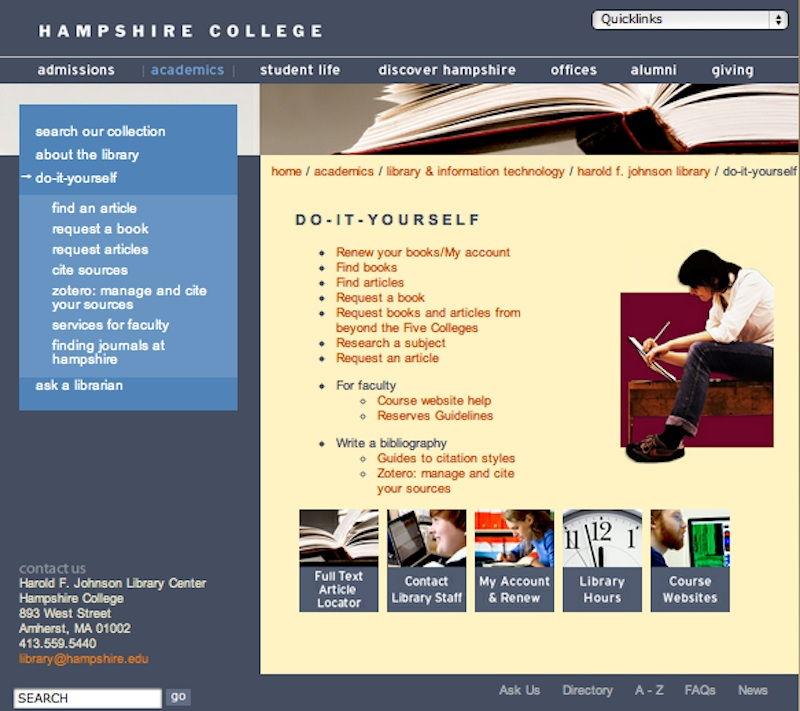 HAMPSHIRE COLLEGE
Quicklinks
admissions | academics | student life discover hampshire offices alumni giving
search our collection
about the library
→ do-it-yourself
find an article
request a book
request articles
cite sources
zotero: manage and cite
your sources
services for faculty
finding journals at
hampshire
ask a librarian
contact us
Harold F. Johnson Library Center
Hampshire College
893 West Street
Amherst, MA 01002
413.559.5440
library@hampshire.edu
home / academics / library & information technology / harold f. johnson library / do-it-yourself
DO-IT-YOURSELF
Renew your books/My account
Find books
Find articles
Request a book
Request books and articles from
beyond the Five Colleges
Research a subject
Request an article
For faculty
Course website help
Reserves Guidelines
Write a bibliography
Guides to citation styles
Zotero: manage and cite
your sources
11 12 1
Full Text
Article
Locator
Contact
Library Staff
My Account
& Renew
Library
Hours
Course
Websites
SEARCH go
Ask Us Directory A - Z FAQs News